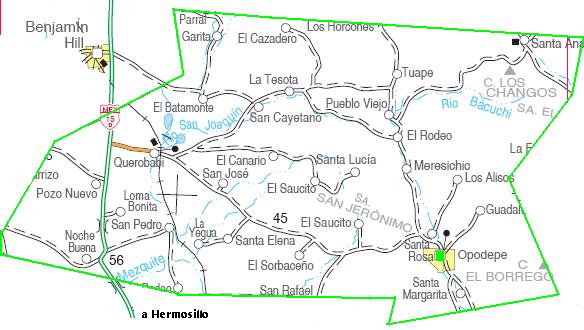 Parral
Garita
El Cazadero
Los Horcones
Santa Ana
Benjamín
Hill
La Tesota
Tuape
C. LOS
CHANGOS
El Batamonte
Pueblo Viejo
Río Bacuchi
SA. EL
MEX
15
D
Río San Joaquín
San Cayetano
El Rodeo
Querobabi
El Canario
Santa Lucía
Meresichic
La F
rrizo
Pozo Nuevo
San José
El Saucito
SA.
SAN JERÓNIMO
Los Alisos
Loma
Bonita
San Pedro
La
Yegua
45
El Saucito
Guadal
Noche
Buena
56
Santa Elena
Santa
Rosa
Opodepe
Mezquite
El Sorbaceño
C
EL BORREGO
San Rafael
Santa
Margarita
a Hermosillo